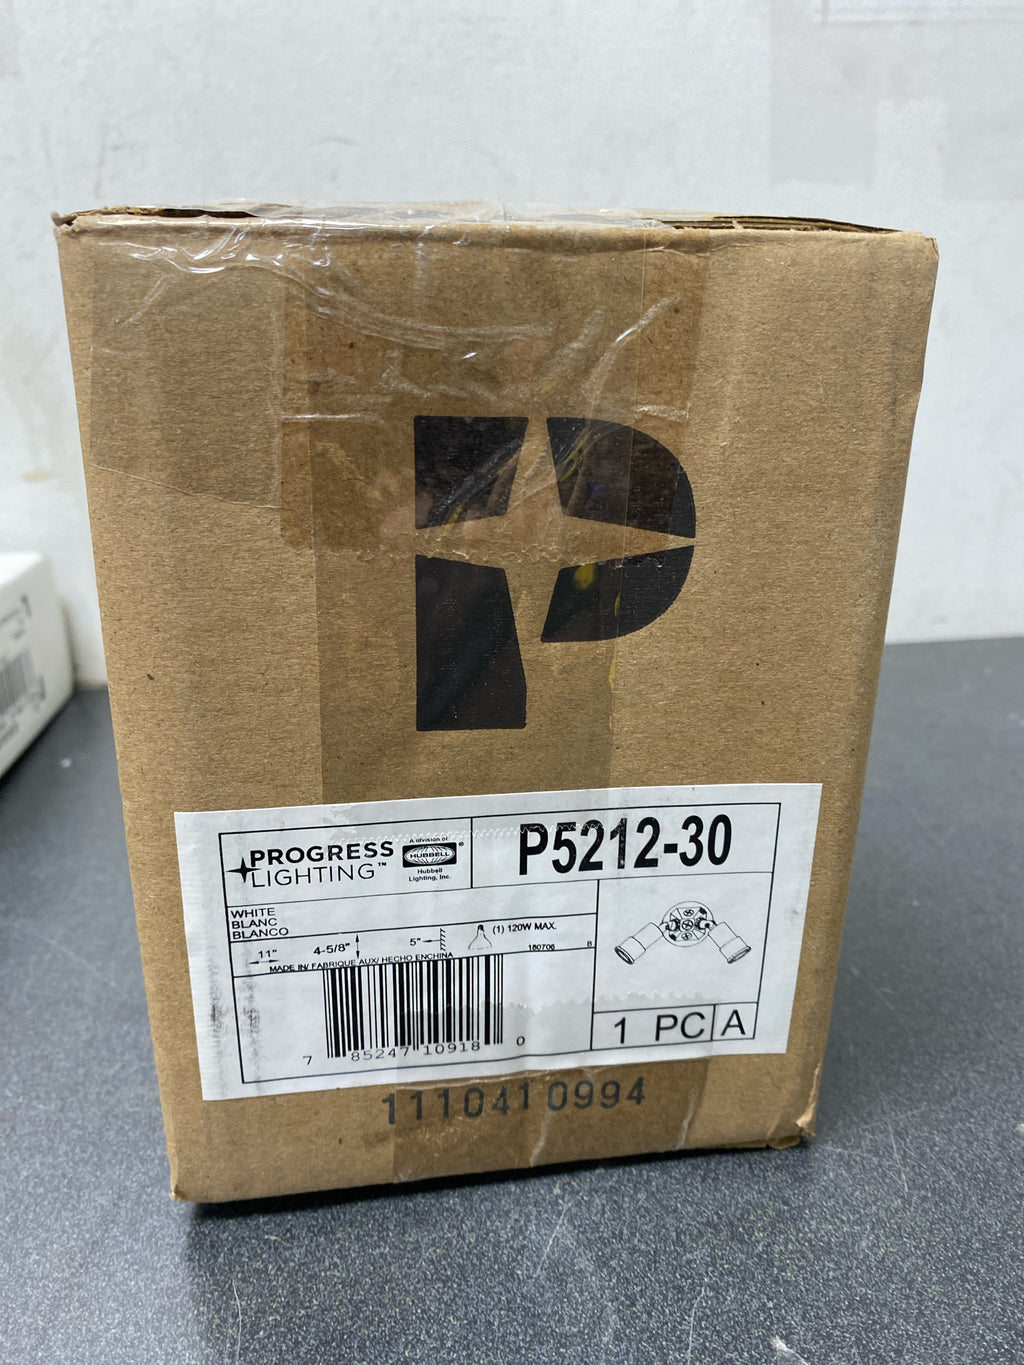 P
PROGRESS
LIGHTING™
A division of
HUBBELL®
Hubbell
Lighting, Inc.
P5212-30
WHITE
BLANC
BLANCO
11" 4-5/8" 5" (1) 120W MAX.
180706 B
MADE IN/ FABRIQUE AUX/ HECHO ENCHINA
7 85247 10918 0
1 PC A
1110410994